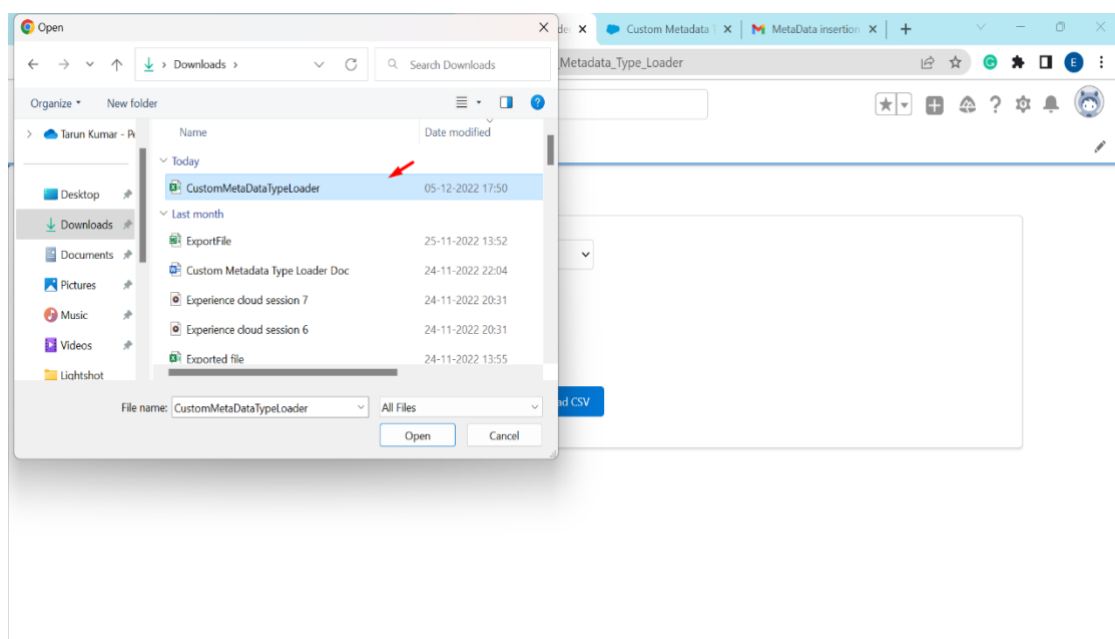 Open
der
Custom Metadata T
MetaData insertion
Downloads
Search Downloads
_Metadata_Type_Loader
E
Organize
New folder
Tarun Kumar - Pe
Name
Date modified
Today
CustomMetaDataTypeLoader
05-12-2022 17:50
Desktop
Last month
Downloads
ExportFile
25-11-2022 13:52
Documents
Custom Metadata Type Loader Doc
24-11-2022 22:04
Pictures
Experience cloud session 7
24-11-2022 20:31
Music
Experience cloud session 6
24-11-2022 20:31
Videos
Exported file
24-11-2022 13:55
Lightshot
File name:
CustomMetaDataTypeLoader
All Files
ad CSV
Open
Cancel